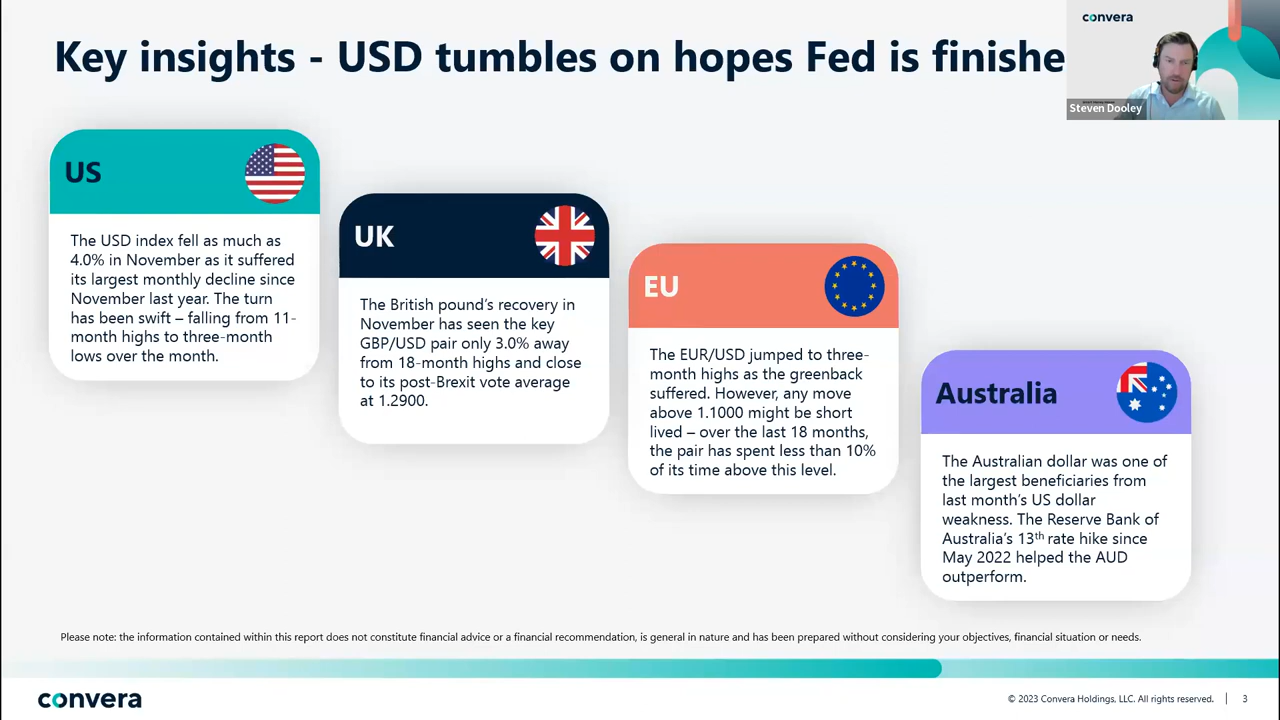 Key insights - USD tumbles on hopes Fed is finishe
convera
Steven Dooley
US
The USD index fell as much as
4.0% in November as it suffered
its largest monthly decline since
November last year. The turn
has been swift – falling from 11-
month highs to three-month
lows over the month.
UK
The British pound’s recovery in
November has seen the key
GBP/USD pair only 3.0% away
from 18-month highs and close
to its post-Brexit vote average
at 1.2900.
EU
The EUR/USD jumped to three-
month highs as the greenback
suffered. However, any move
above 1.1000 might be short
lived – over the last 18 months,
the pair has spent less than 10%
of its time above this level.
Australia
The Australian dollar was one of
the largest beneficiaries from
last month’s US dollar
weakness. The Reserve Bank of
Australia’s 13th rate hike since
May 2022 helped the AUD
outperform.
Please note: the information contained within this report does not constitute financial advice or a financial recommendation, is general in nature and has been prepared without considering your objectives, financial situation or needs.
convera
© 2023 Convera Holdings, LLC. All rights reserved. | 3